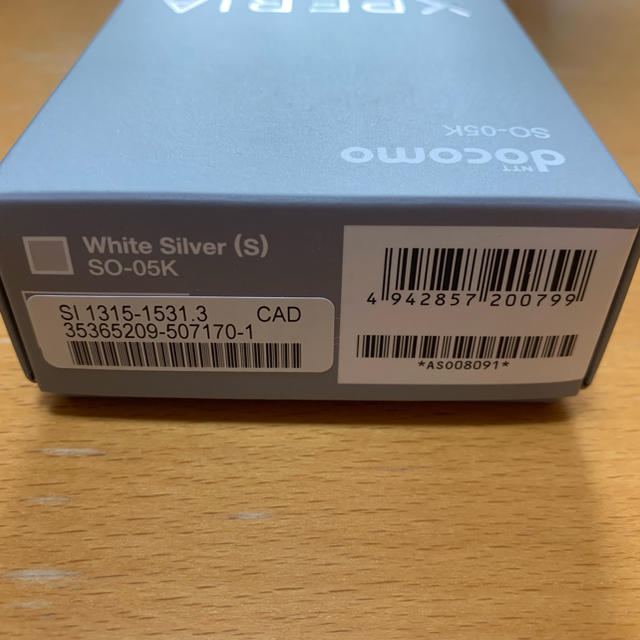 XPERIA
SO-05K
NTT
docomo
White Silver (S)
SO-05K
SI 1315-1531.3 CAD
35365209-507170-1
4 942857 200799
*AS008091*